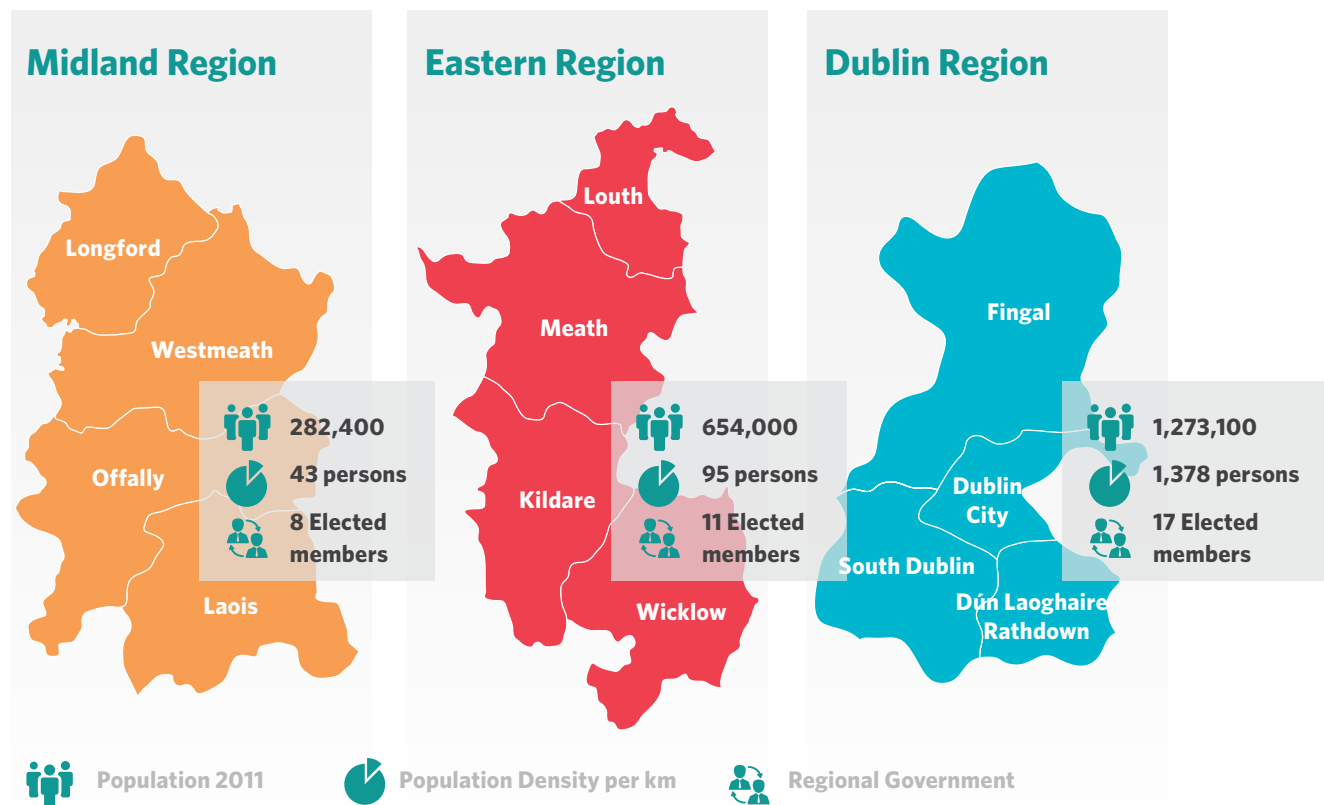 Midland Region
Longford
Westmeath
Offally
Laois
282,400
43 persons
8 Elected
members
Eastern Region
Louth
Meath
Kildare
Wicklow
654,000
95 persons
11 Elected
members
Dublin Region
Fingal
Dublin
City
South Dublin
Dún Laoghaire
Rathdown
1,273,100
1,378 persons
17 Elected
members
Population 2011
Population Density per km
Regional Government